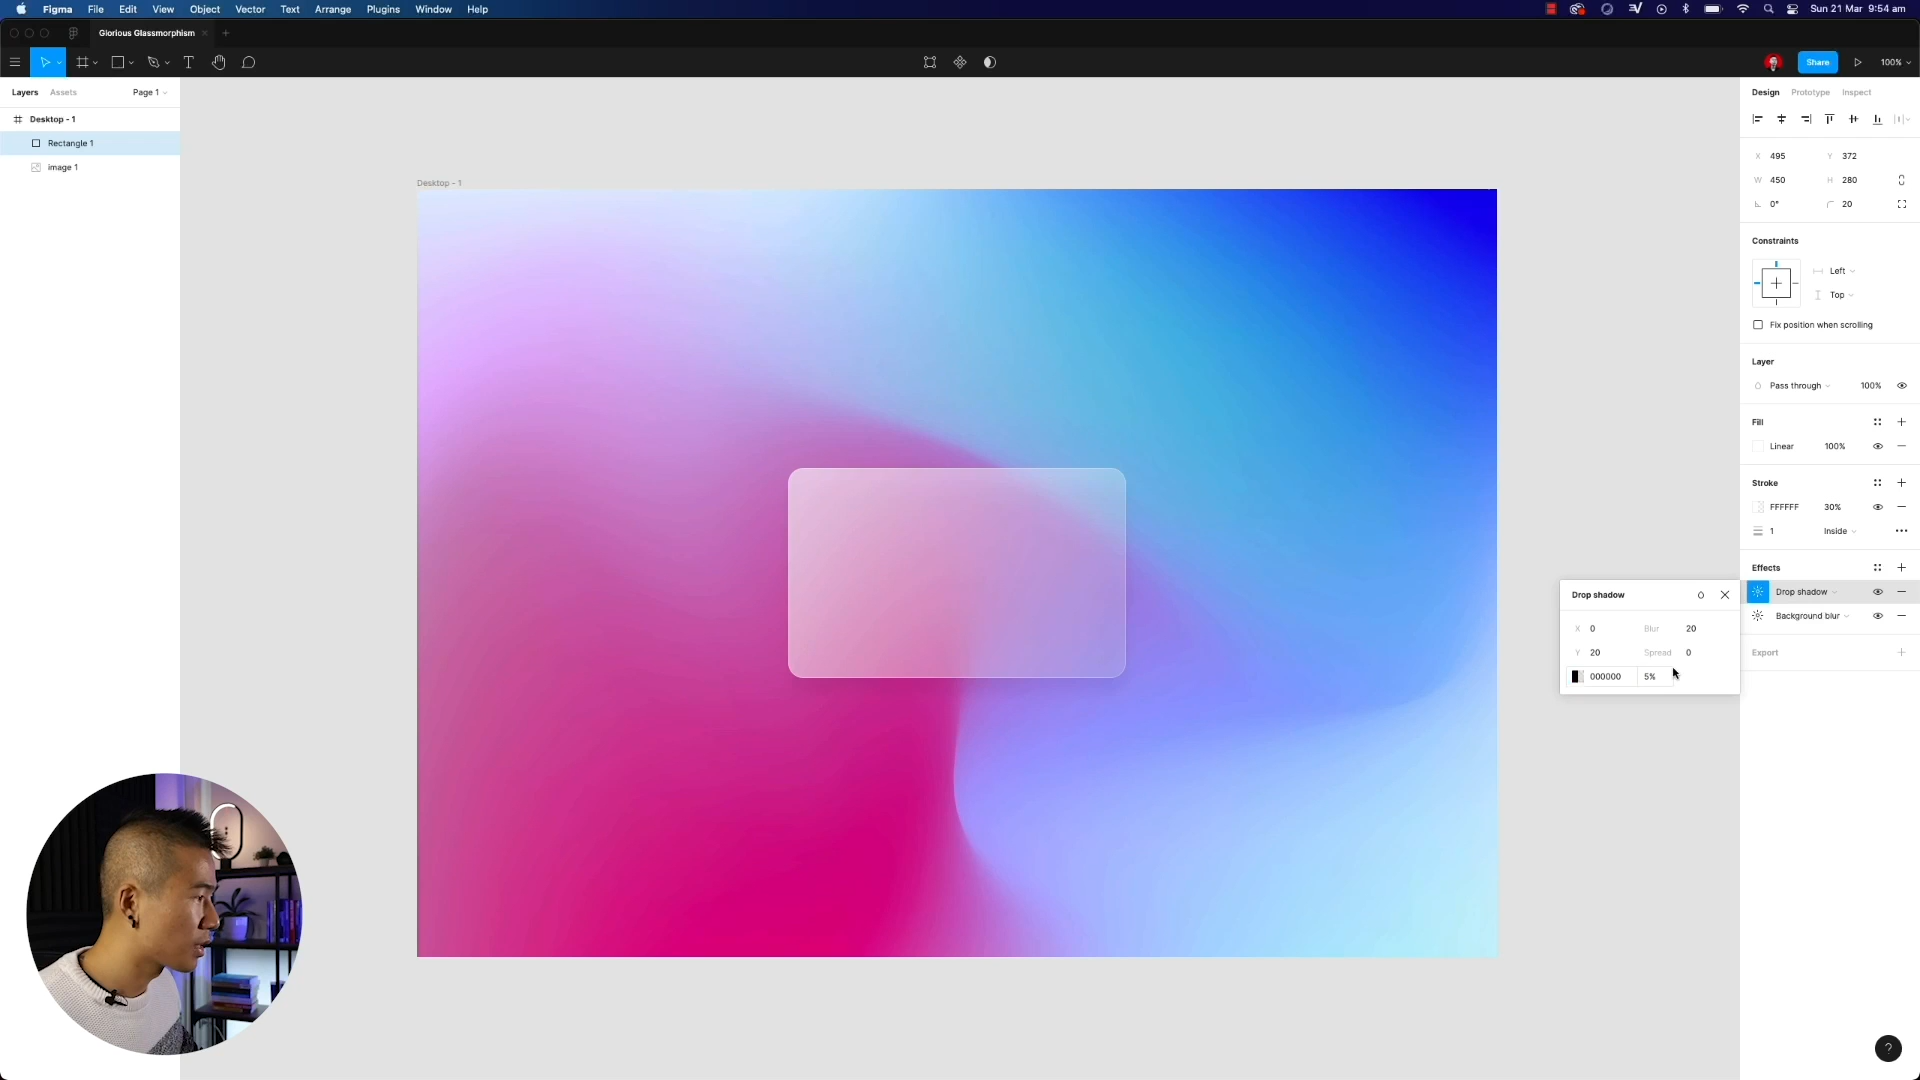 Figma File Edit View Object Vector Text Arrange Plugins Window Help Sun 21 Mar 9:54 am
Glorious Glassmorphism
Share 100%
Layers Assets Page 1
Design Prototype Inspect
Desktop - 1
Rectangle 1
image 1
Desktop - 1
X 495 Y 372
W 450 H 280
0° 20
Constraints
Left
Top
Fix position when scrolling
Layer
Pass through 100%
Fill
Linear 100%
Stroke
FFFFFF 30%
1 Inside
Effects
Drop shadow
Background blur
Export
Drop shadow
X 0 Blur 20
Y 20 Spread 0
000000 5%
?